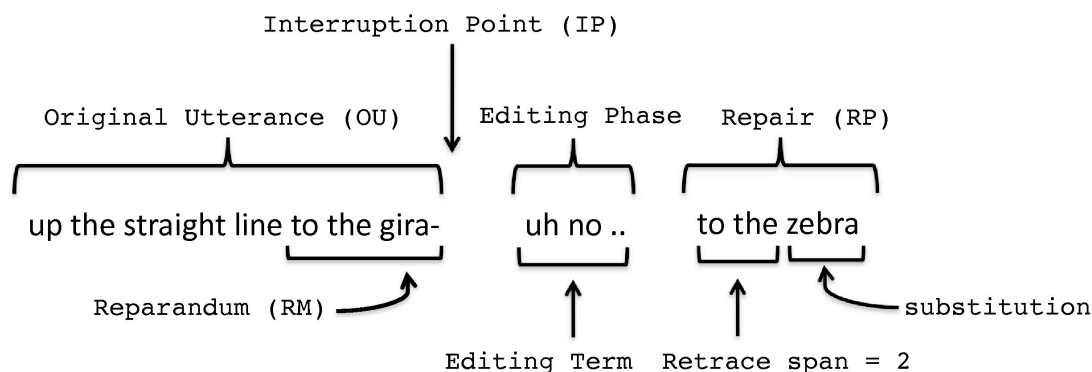 Interruption Point (IP)
Original Utterance (OU) Editing Phase Repair (RP)
up the straight line to the gira- uh no .. to the zebra
Reparandum (RM) substitution
Editing Term Retrace span = 2